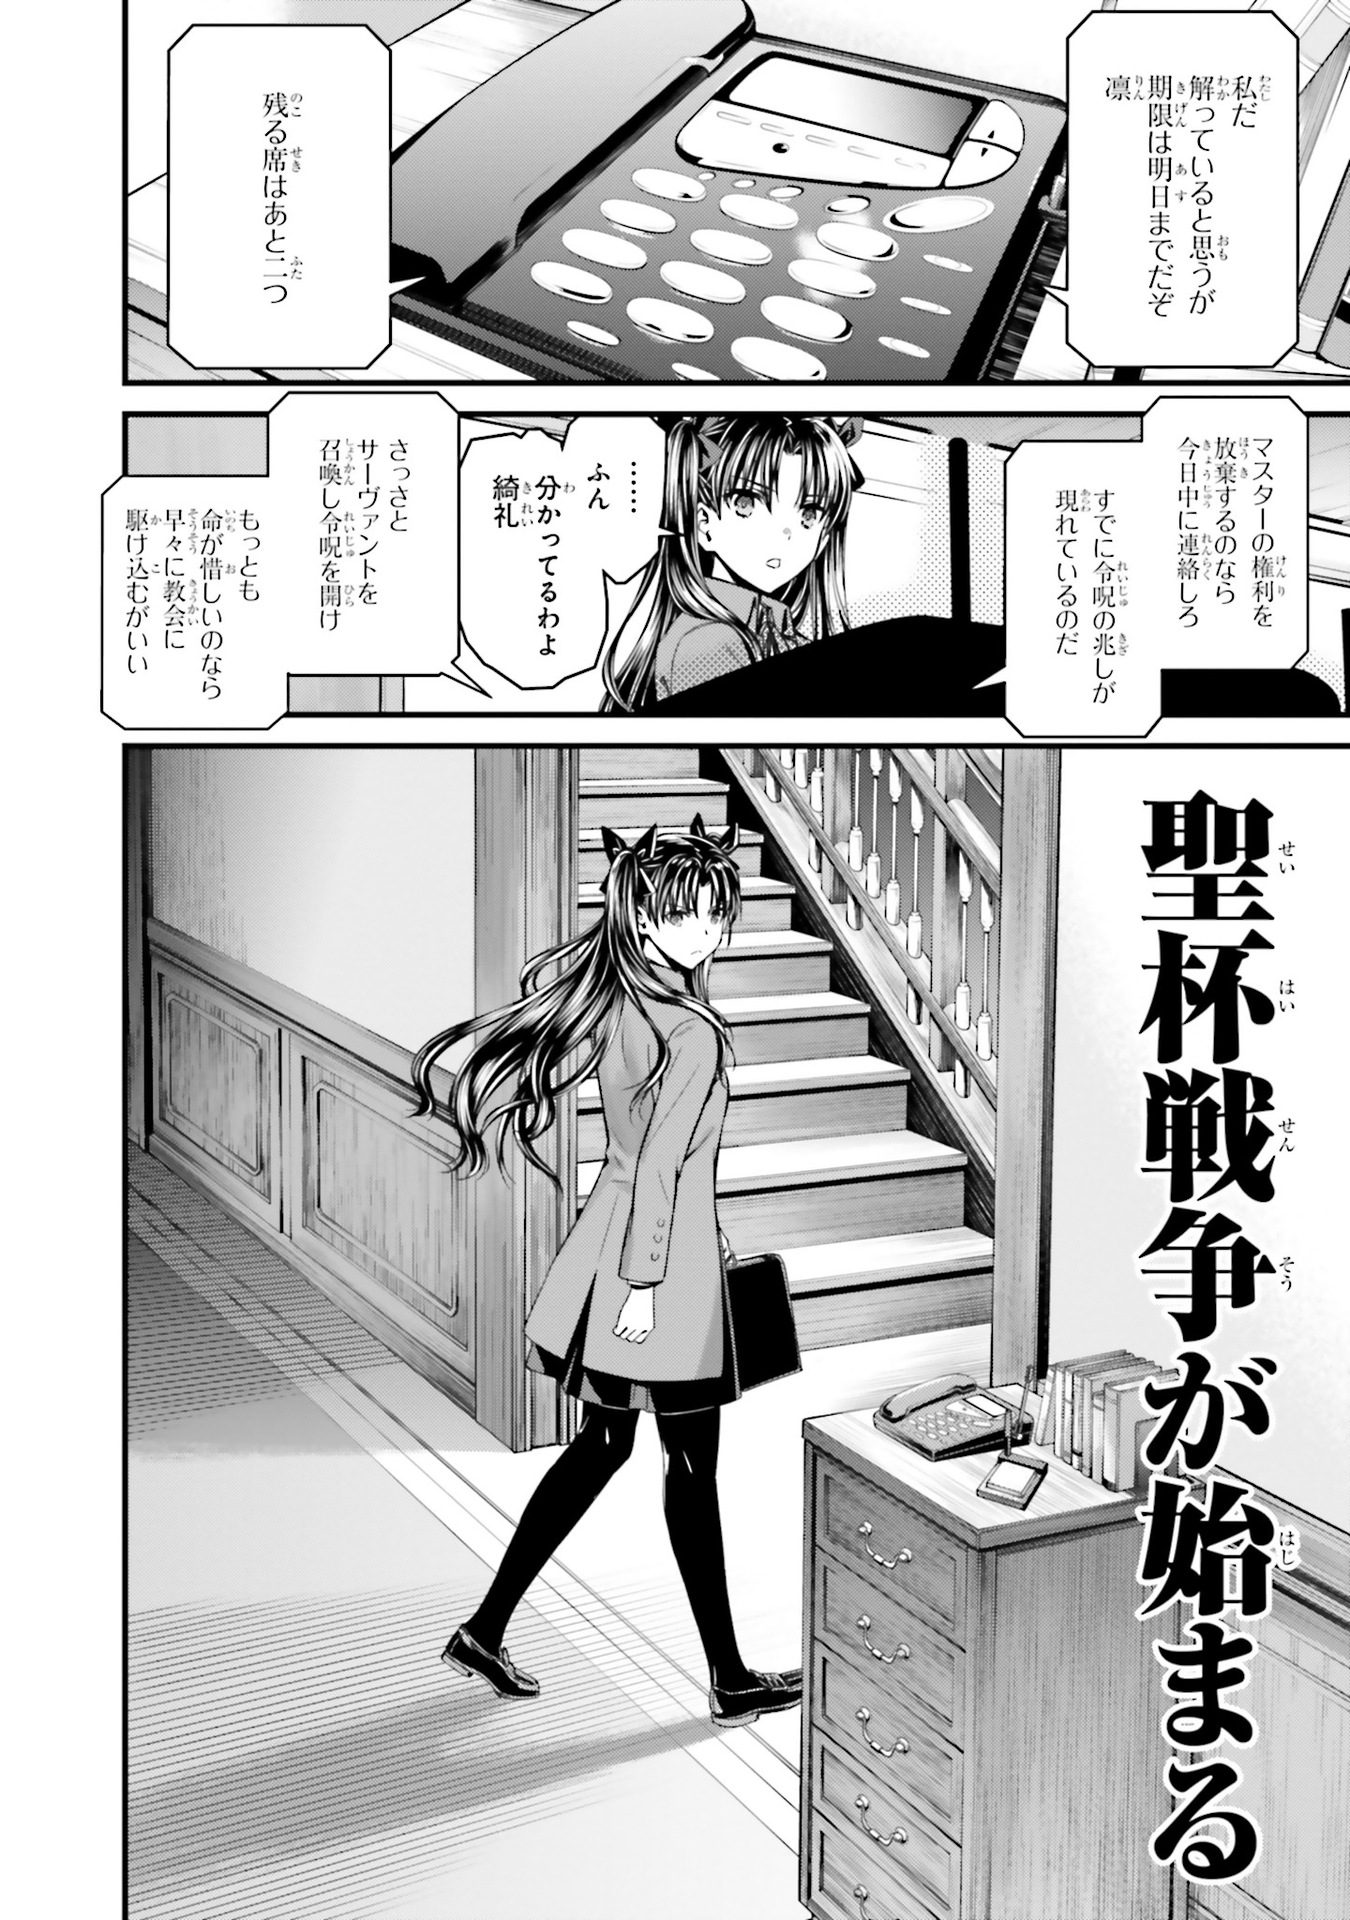 私だ
解っていると思うが
期限は明日までだぞ
凛
残る席はあと二つ
マスターの権利を
放棄するのなら
今日中に連絡しろ
すでに令呪の兆しが
現れているのだ
……
ふん
分かってるわよ
綺礼
さっさと
サーヴァントを
召喚し令呪を開け
もっとも
命が惜しいのなら
早々に教会に
駆け込むがいい
聖杯戦争が始まる